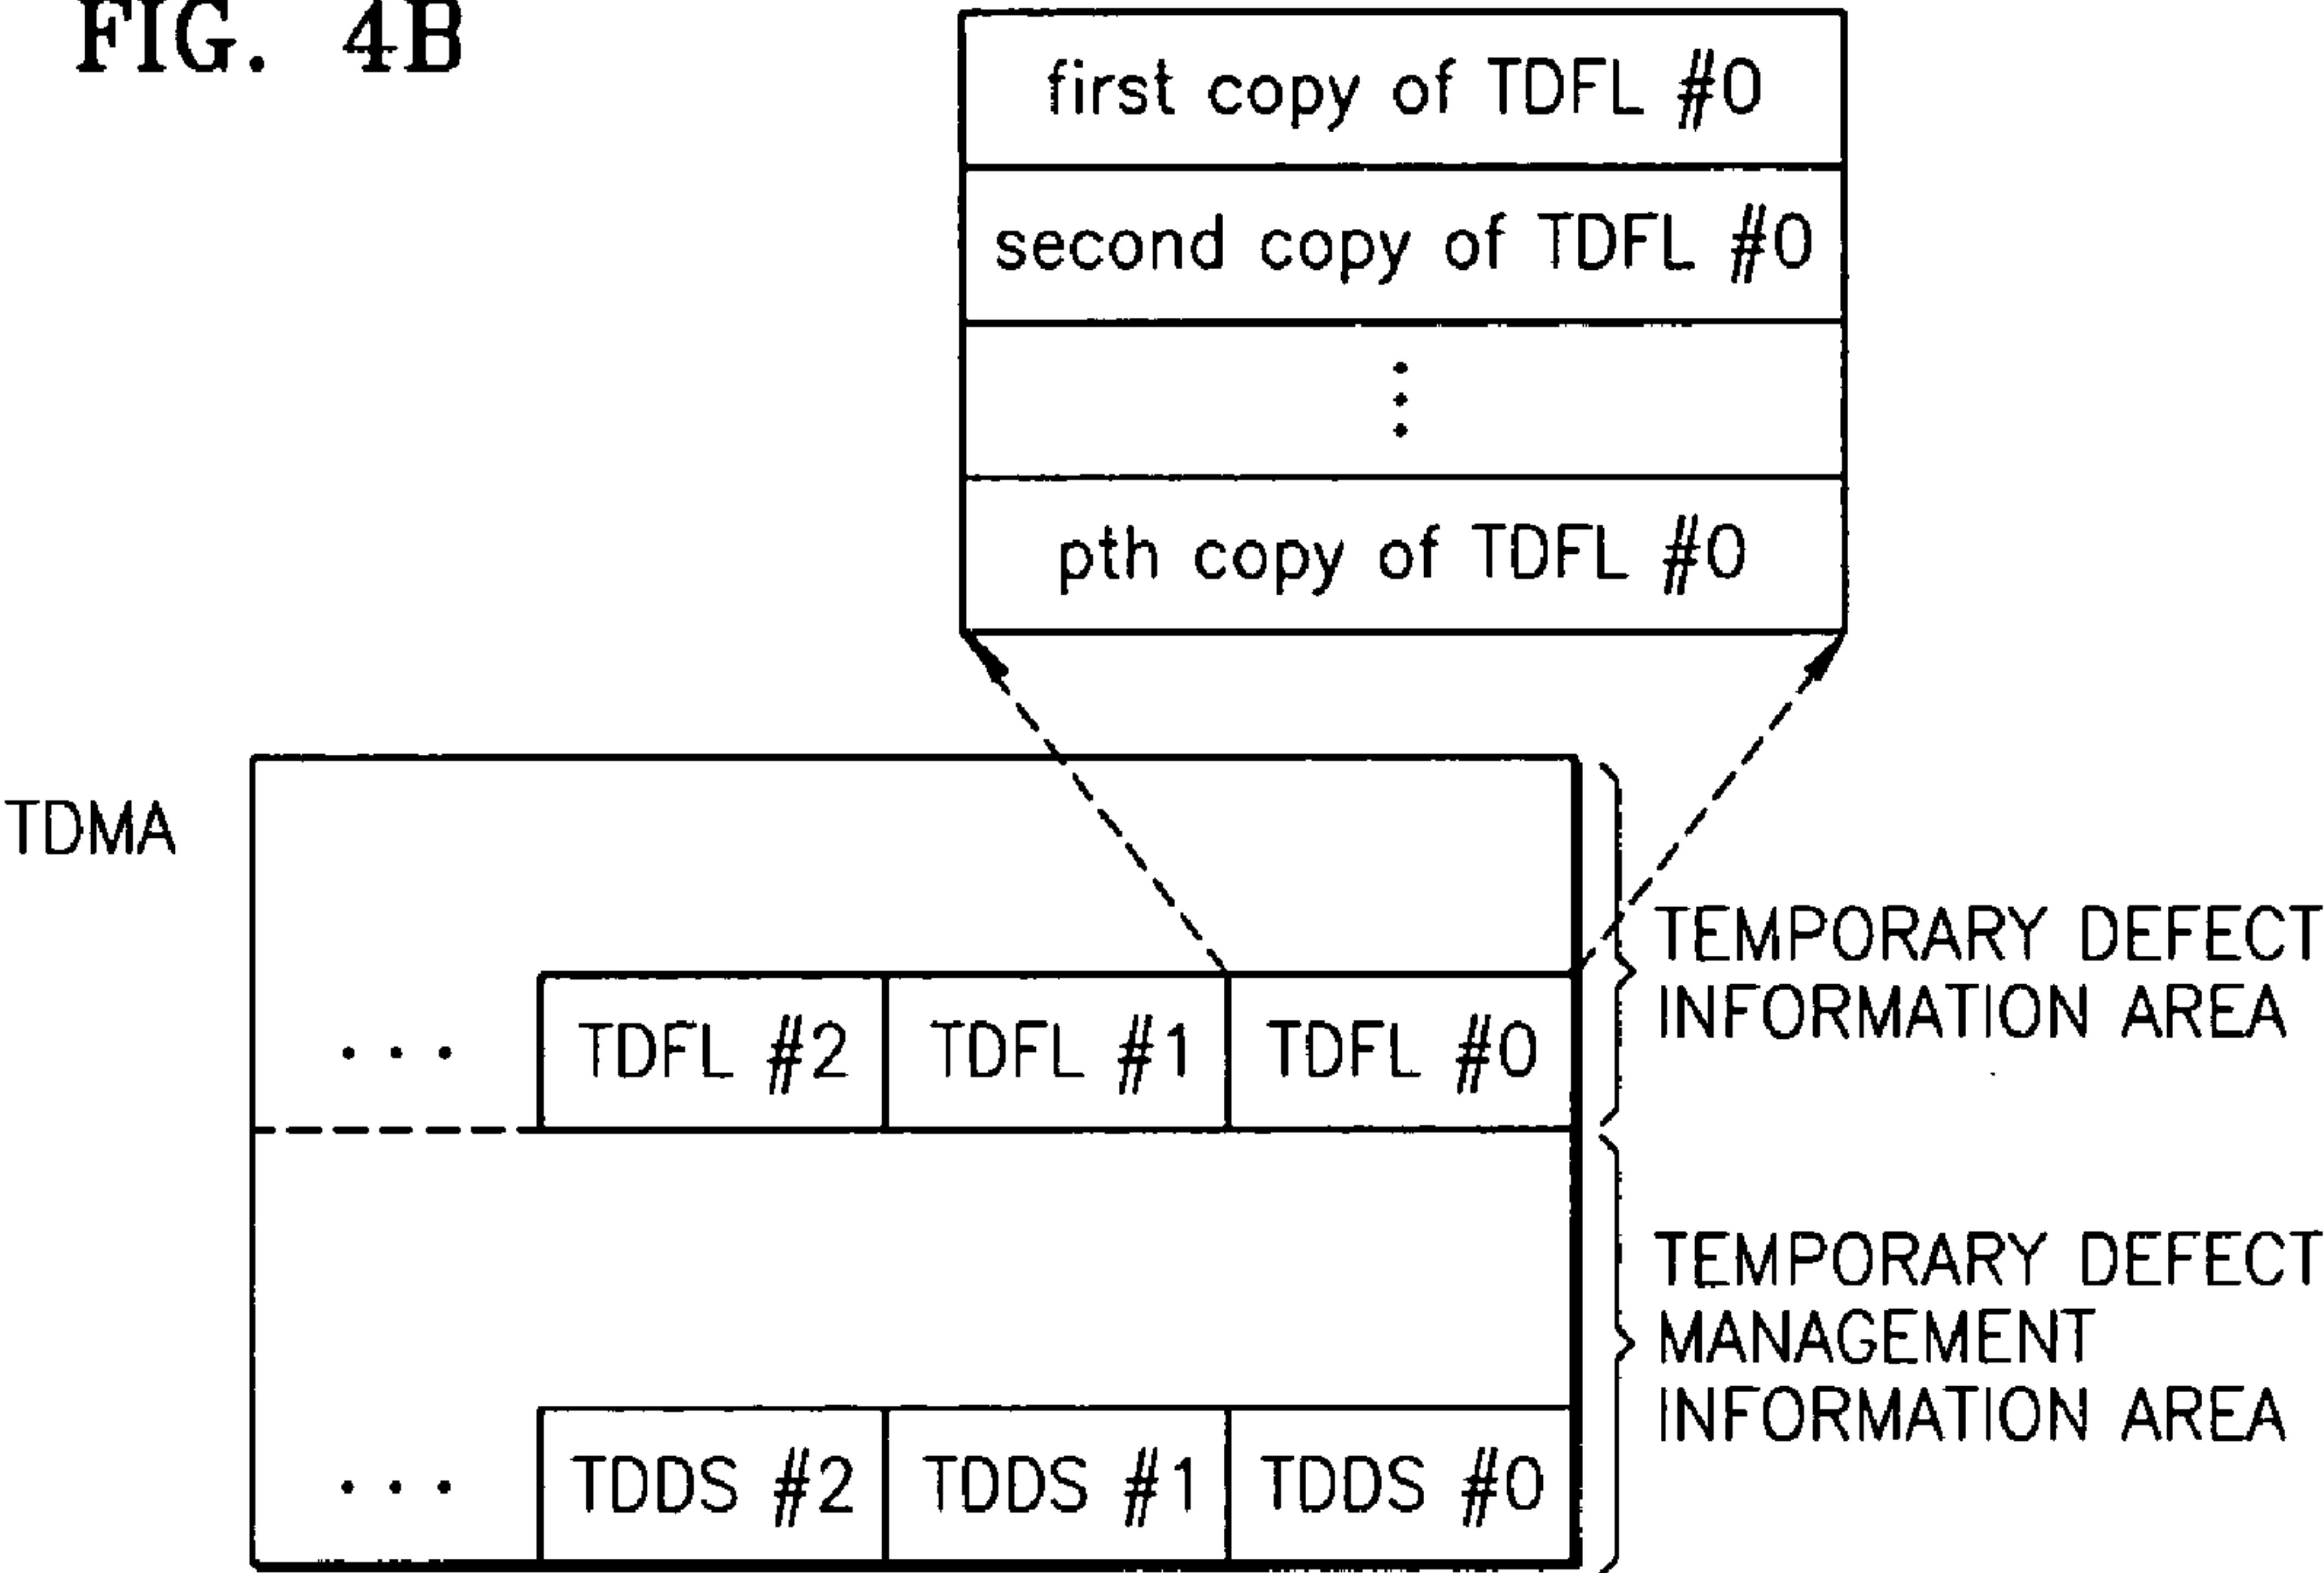 FIG. 4B
first copy of TDFL #0
second copy of TDFL #0
⋮
pth copy of TDFL #0
TDMA
TEMPORARY DEFECT
INFORMATION AREA
... TDFL #2 TDFL #1 TDFL #0
TEMPORARY DEFECT
MANAGEMENT
INFORMATION AREA
... TDDS #2 TDDS #1 TDDS #0